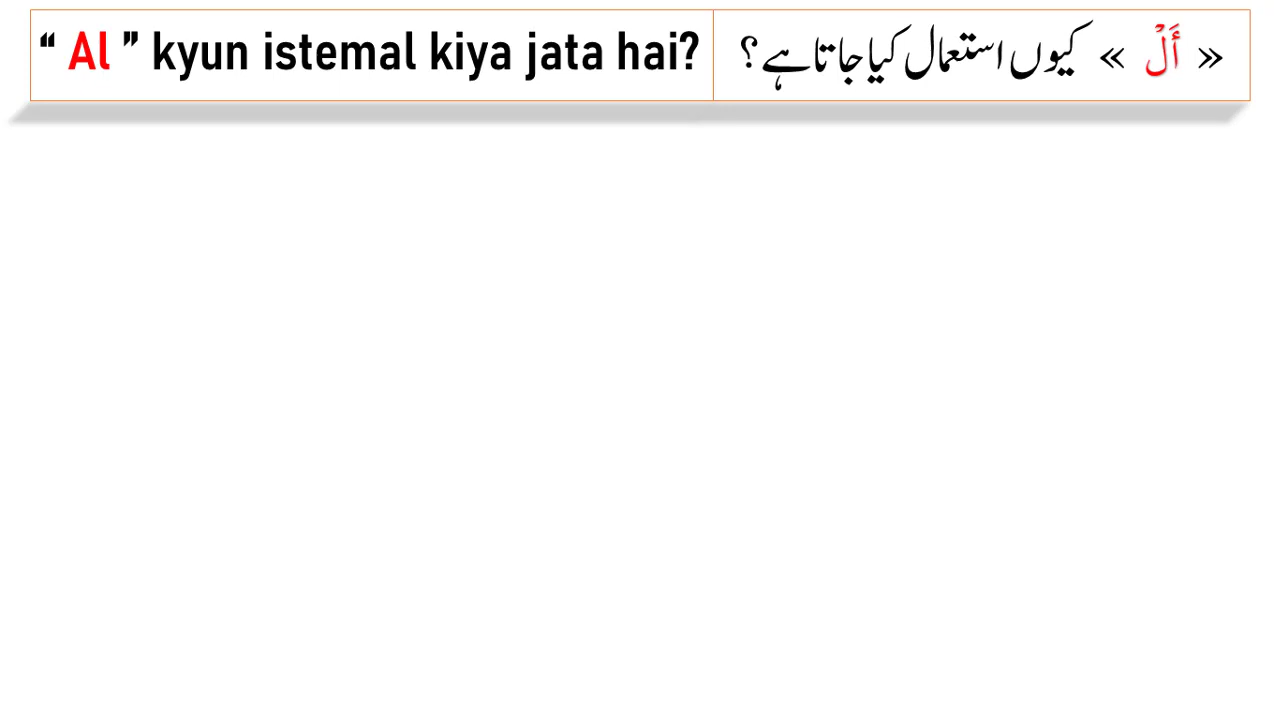 “ Al ” kyun istemal kiya jata hai?
« أَلْ » کیوں استعمال کیا جاتا ہے ؟